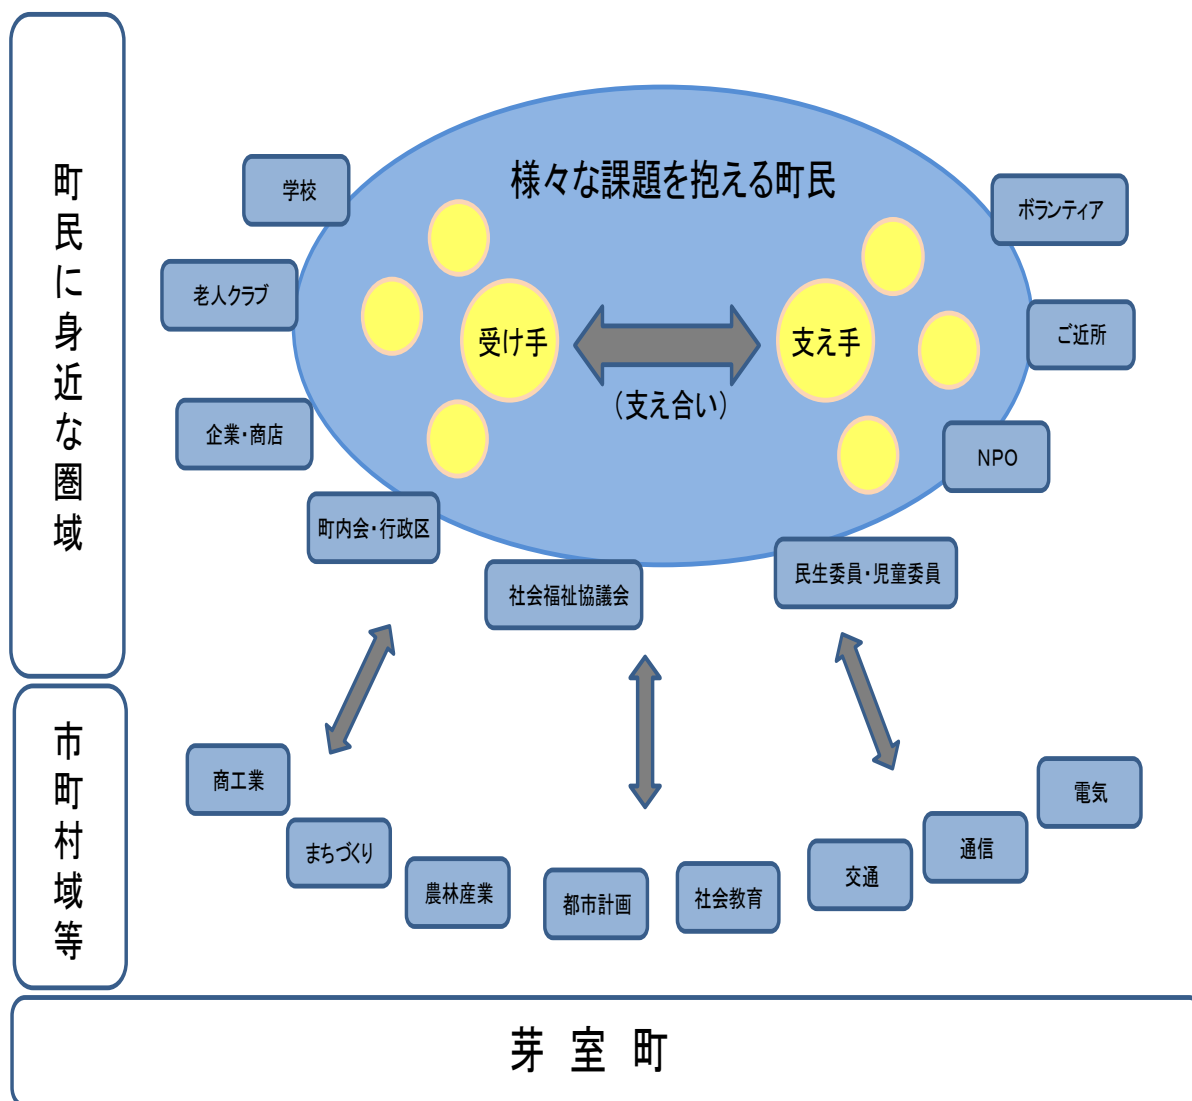 町民に身近な圏域
様々な課題を抱える町民
学校
ボランティア
老人クラブ
ご近所
受け手
支え手
（支え合い）
企業・商店
NPO
町内会・行政区
社会福祉協議会
民生委員・児童委員
市町村域等
商工業
まちづくり
農林産業
都市計画
社会教育
交通
通信
電気
芽室町